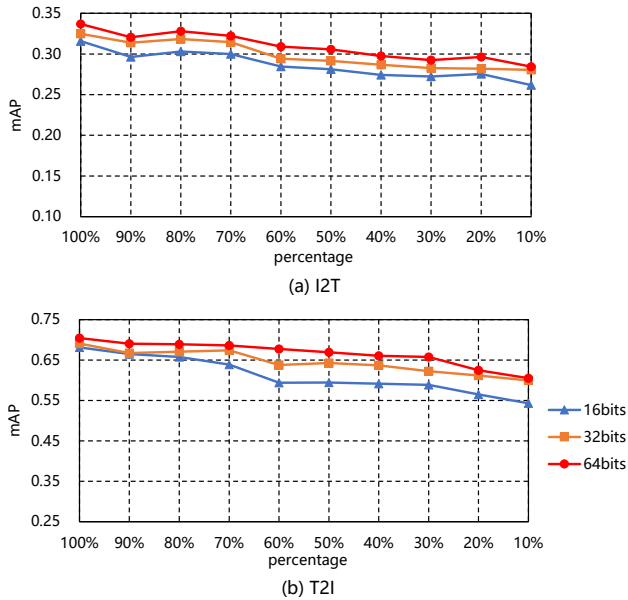 0.35
0.30
0.25
0.20
0.15
0.10
mAP
100% 90% 80% 70% 60% 50% 40% 30% 20% 10%
percentage
(a) I2T
0.75
0.65
0.55
0.45
0.35
0.25
mAP
100% 90% 80% 70% 60% 50% 40% 30% 20% 10%
percentage
(b) T2I
16bits
32bits
64bits